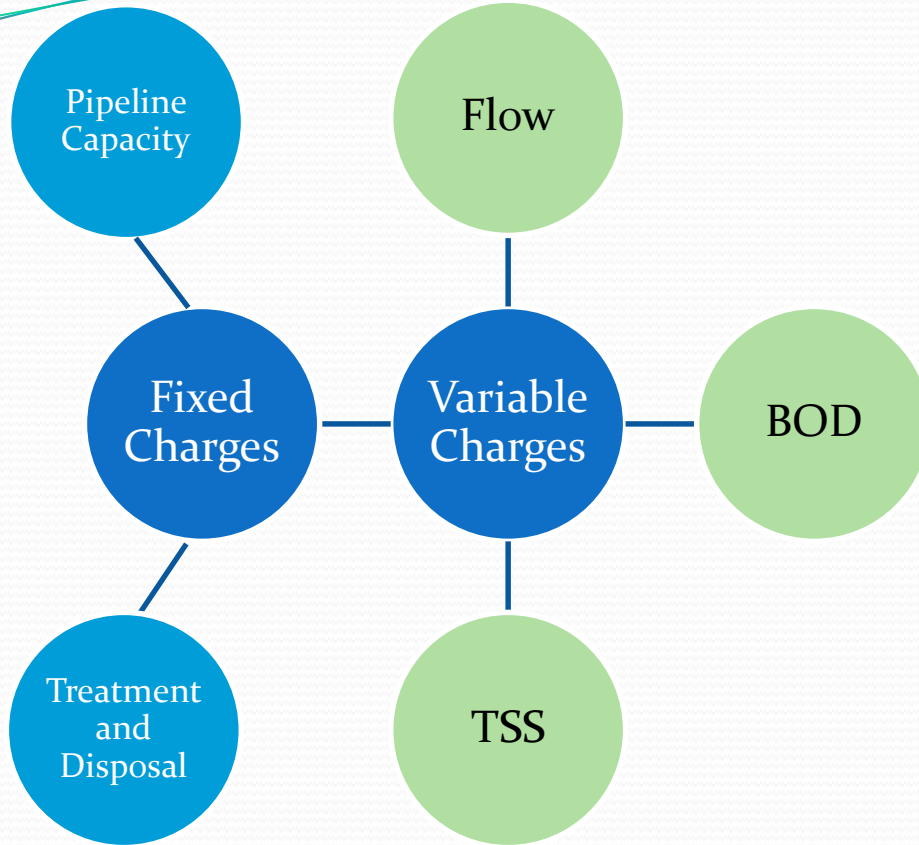 Pipeline
Capacity
Flow
Fixed
Charges
Variable
Charges
BOD
Treatment
and
Disposal
TSS